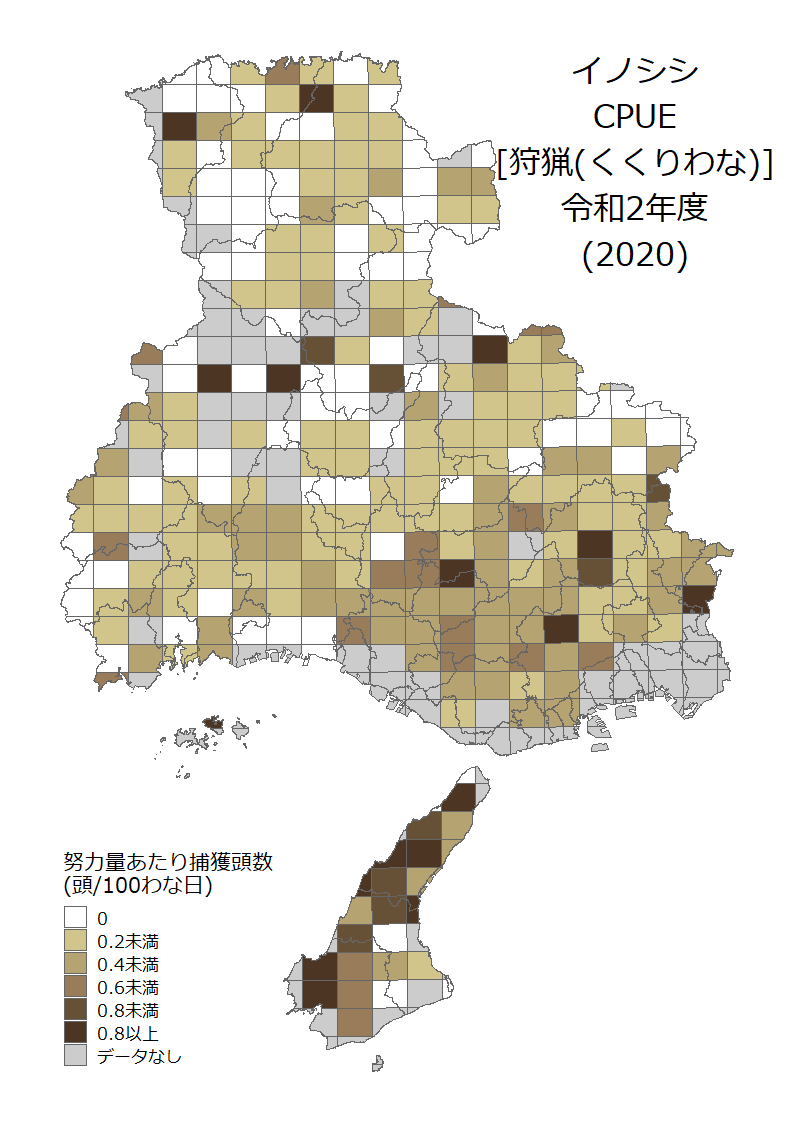 イノシシ
CPUE
[狩猟(くくりわな)]
令和2年度
(2020)
努力量あたり捕獲頭数
(頭/100わな日)
0
0.2未満
0.4未満
0.6未満
0.8未満
0.8以上
データなし